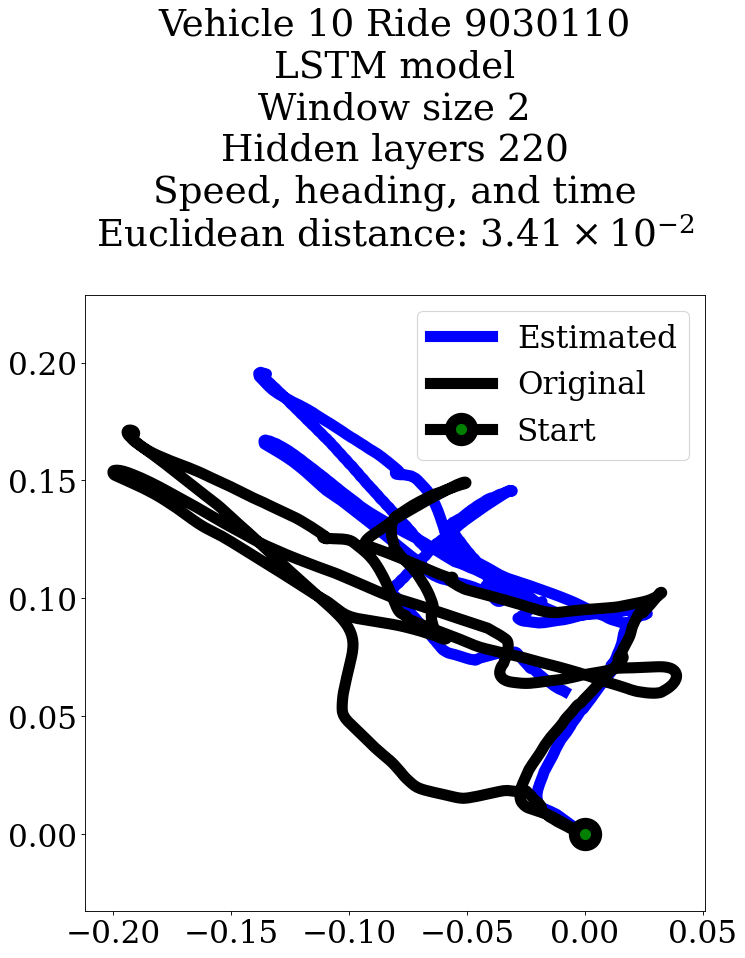 Vehicle 10 Ride 9030110
LSTM model
Window size 2
Hidden layers 220
Speed, heading, and time
Euclidean distance: 3.41 × 10⁻²
Estimated
Original
Start
0.20
0.15
0.10
0.05
0.00
−0.20 −0.15 −0.10 −0.05 0.00 0.05